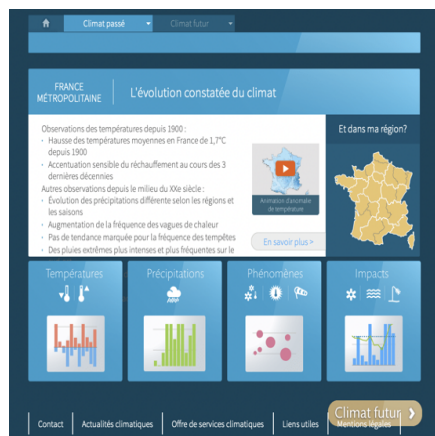 Climat passé Climat futur
FRANCE
MÉTROPOLITAINE
L'évolution constatée du climat
Observations des températures depuis 1900 :
- Hausse des températures moyennes en France de 1,7°C
depuis 1900
- Accentuation sensible du réchauffement au cours des 3
dernières décennies
Autres observations depuis le milieu du XXe siècle :
- Évolution des précipitations différente selon les régions et
les saisons
- Augmentation de la fréquence des vagues de chaleur
- Pas de tendance marquée pour la fréquence des tempêtes
- Des pluies extrêmes plus intenses et plus fréquentes sur le
Animation d'anomalie
de température
En savoir plus >
Et dans ma région?
Températures
Précipitations
Phénomènes
Impacts
Climat futur
Contact
Actualités climatiques
Offre de services climatiques
Liens utiles
Mentions légales